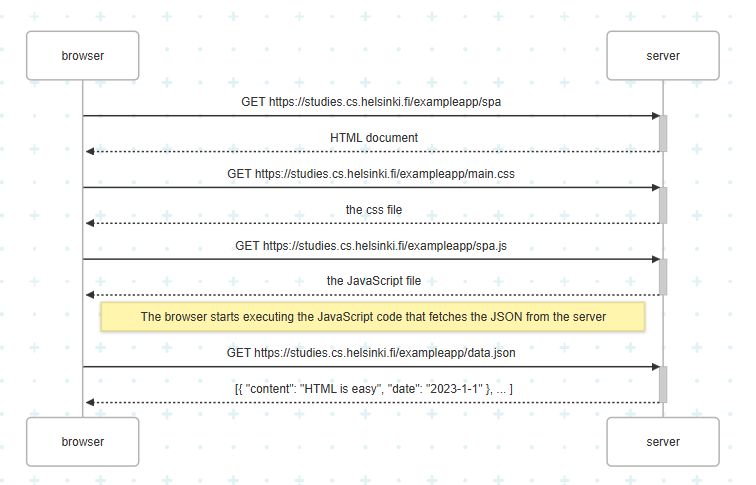 browser
server
GET https://studies.cs.helsinki.fi/exampleapp/spa
HTML document
GET https://studies.cs.helsinki.fi/exampleapp/main.css
the css file
GET https://studies.cs.helsinki.fi/exampleapp/spa.js
the JavaScript file
The browser starts executing the JavaScript code that fetches the JSON from the server
GET https://studies.cs.helsinki.fi/exampleapp/data.json
[{ "content": "HTML is easy", "date": "2023-1-1" }, ... ]
browser
server